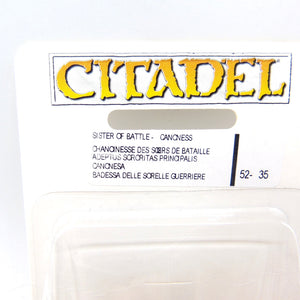 CITADEL
SISTER OF BATTLE - CANONESS
CHANOINESSE DES SŒURS DE BATAILLE
ADEPTUS SORORITAS PRINCIPALIS
CANONESA
BADESSA DELLE SORELLE GUERRIERE
52- 35